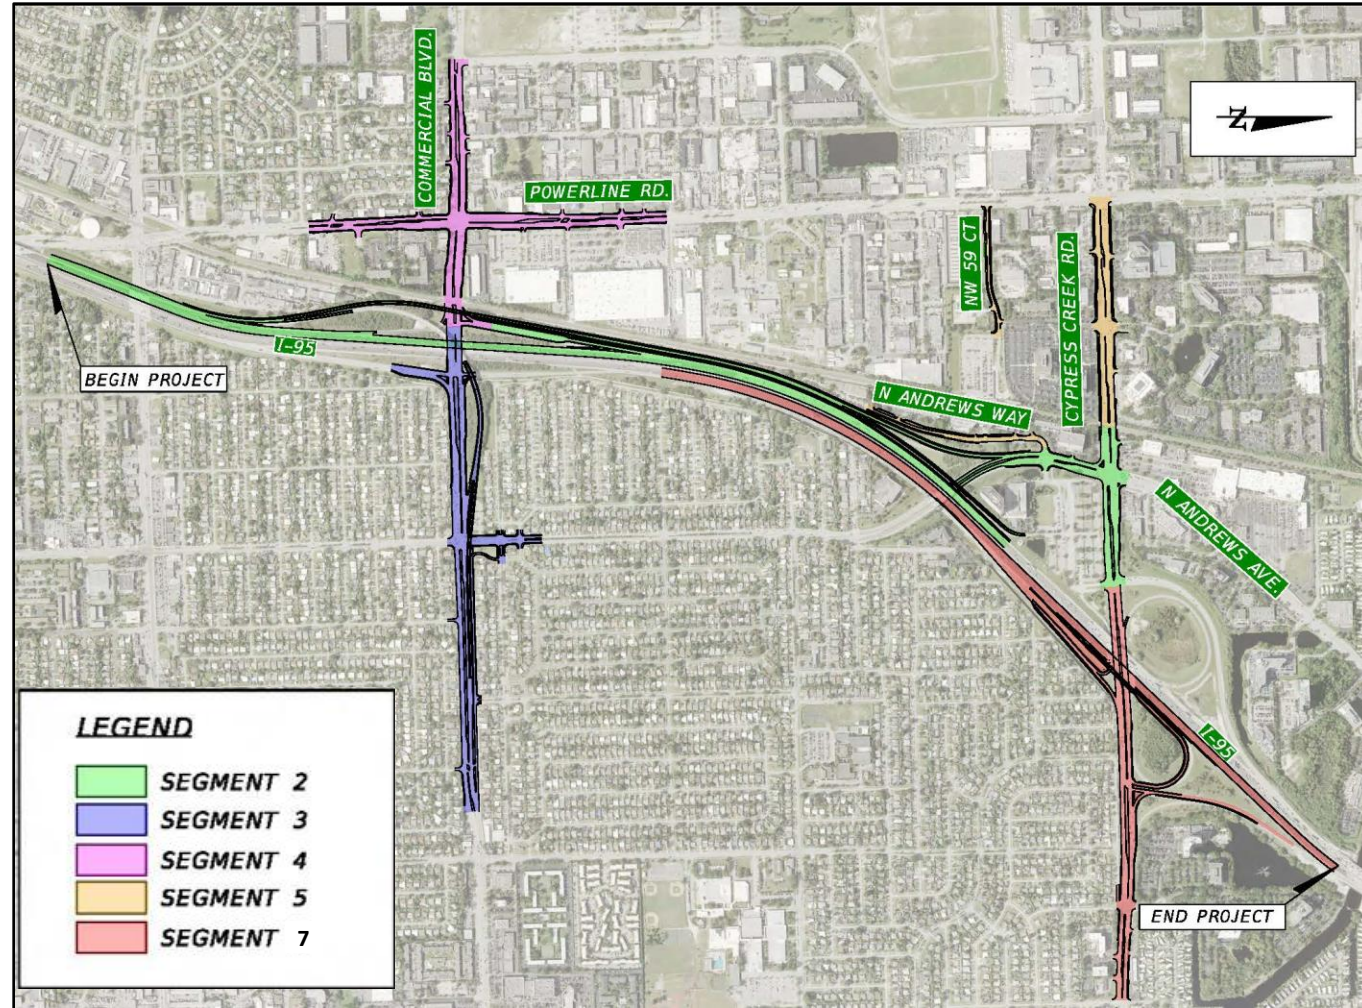 COMMERCIAL BLVD.
POWERLINE RD.
N
NW 59 CT
CYPRESS CREEK RD.
I-95
BEGIN PROJECT
N ANDREWS WAY
N ANDREWS AVE.
I-95
END PROJECT
LEGEND
SEGMENT 2
SEGMENT 3
SEGMENT 4
SEGMENT 5
SEGMENT 7